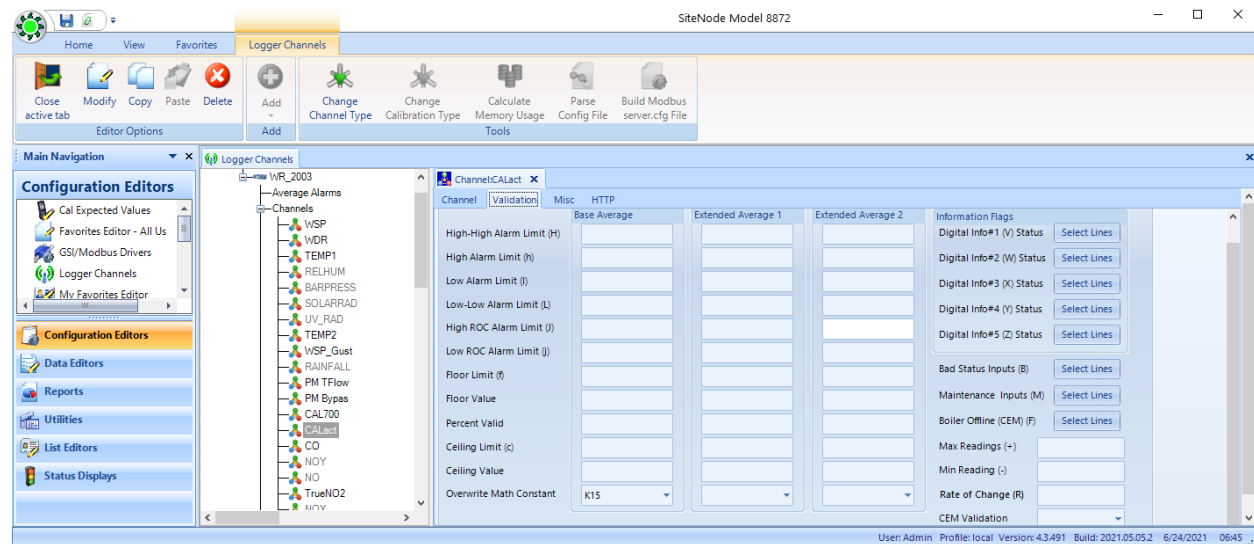 SiteNode Model 8872
Home View Favorites Logger Channels
Close active tab
Modify Copy Paste Delete
Editor Options
Add
Add
Change Channel Type
Change Calibration Type
Calculate Memory Usage
Parse Config File
Build Modbus server.cfg File
Tools
Main Navigation
Configuration Editors
Cal Expected Values
Favorites Editor - All Us
GSI/Modbus Drivers
Logger Channels
My Favorites Editor
Configuration Editors
Data Editors
Reports
Utilities
List Editors
Status Displays
Logger Channels
WR_2003
Average Alarms
Channels
WSP
WDR
TEMP1
RELHUM
BARPRESS
SOLARRAD
UV_RAD
TEMP2
WSP_Gust
RAINFALL
PM TFlow
PM Bypas
CAL700
CALact
CO
NOY
NO
TrueNO2
NOX
Channel:CALact
Channel Validation Misc HTTP
Base Average Extended Average 1 Extended Average 2
High-High Alarm Limit (H)
High Alarm Limit (h)
Low Alarm Limit (l)
Low-Low Alarm Limit (L)
High ROC Alarm Limit (J)
Low ROC Alarm Limit (j)
Floor Limit (f)
Floor Value
Percent Valid
Ceiling Limit (c)
Ceiling Value
Overwrite Math Constant K15
Information Flags
Digital Info#1 (V) Status Select Lines
Digital Info#2 (W) Status Select Lines
Digital Info#3 (X) Status Select Lines
Digital Info#4 (Y) Status Select Lines
Digital Info#5 (Z) Status Select Lines
Bad Status Inputs (B) Select Lines
Maintenance Inputs (M) Select Lines
Boiler Offline (CEM) (F) Select Lines
Max Readings (+)
Min Reading (-)
Rate of Change (R)
CEM Validation
User: Admin Profile: local Version: 4.3.491 Build: 2021.05.05.2 6/24/2021 06:45